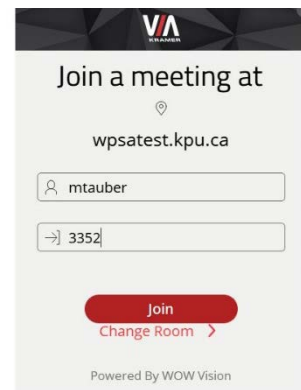 VIA
KRAMER
Join a meeting at
wpsatest.kpu.ca
mtauber
3352
Join
Change Room
Powered By WOW Vision